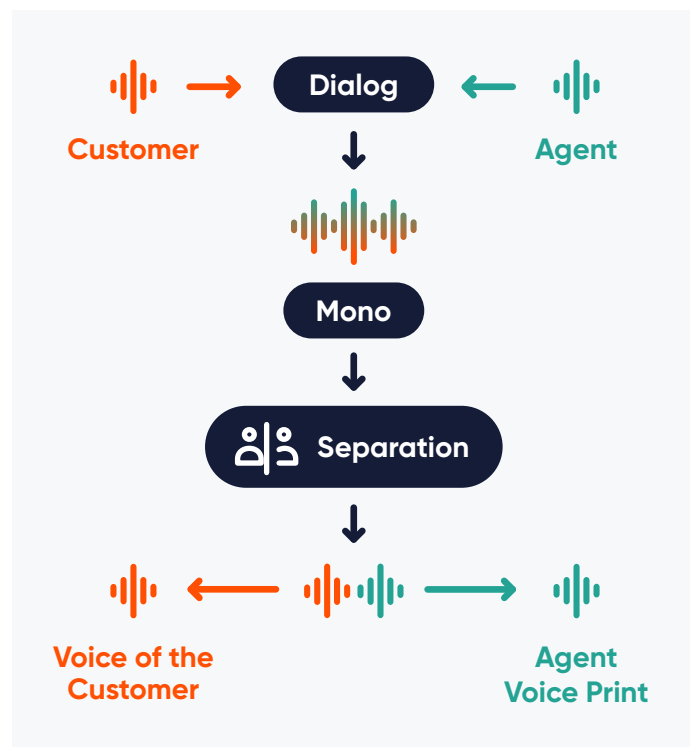 Dialog
Customer
Agent
Mono
Separation
Voice of the
Customer
Agent
Voice Print